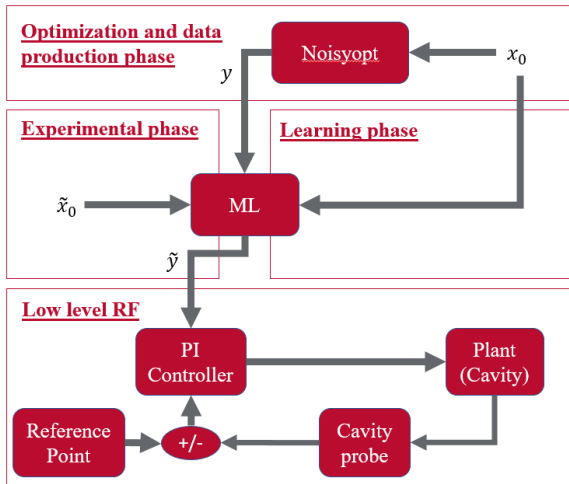 Optimization and data
production phase
Noisyopt
x₀
y
Experimental phase
Learning phase
x̃₀
ML
ỹ
Low level RF
PI
Controller
Plant
(Cavity)
Reference
Point
+/-
Cavity
probe